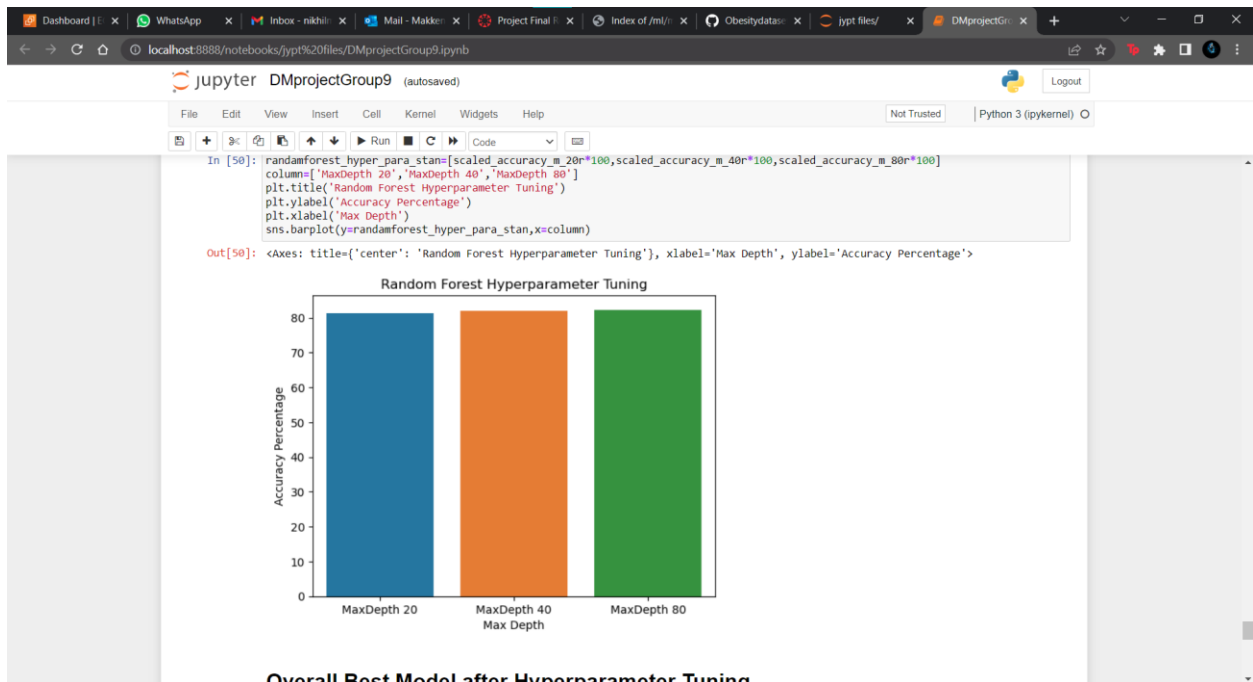 Dashboard | E
WhatsApp
Inbox - nikhiln
Mail - Makken
Project Final R
Index of /ml/n
Obesitydatase
jypt files/
DMprojectGro
localhost:8888/notebooks/jypt%20files/DMprojectGroup9.ipynb
jupyter DMprojectGroup9 (autosaved)
Logout
File Edit View Insert Cell Kernel Widgets Help
Not Trusted
Python 3 (ipykernel)
Run
Code
In [50]: randamforest_hyper_para_stan=[scaled_accuracy_m_20r*100,scaled_accuracy_m_40r*100,scaled_accuracy_m_80r*100]
column=['MaxDepth 20','MaxDepth 40','MaxDepth 80']
plt.title('Random Forest Hyperparameter Tuning')
plt.ylabel('Accuracy Percentage')
plt.xlabel('Max Depth')
sns.barplot(y=randamforest_hyper_para_stan,x=column)
Out[50]: <Axes: title={'center': 'Random Forest Hyperparameter Tuning'}, xlabel='Max Depth', ylabel='Accuracy Percentage'>
Random Forest Hyperparameter Tuning
Accuracy Percentage
80
70
60
50
40
30
20
10
0
MaxDepth 20 MaxDepth 40 MaxDepth 80
Max Depth
Overall Best Model after Hyperparameter Tuning